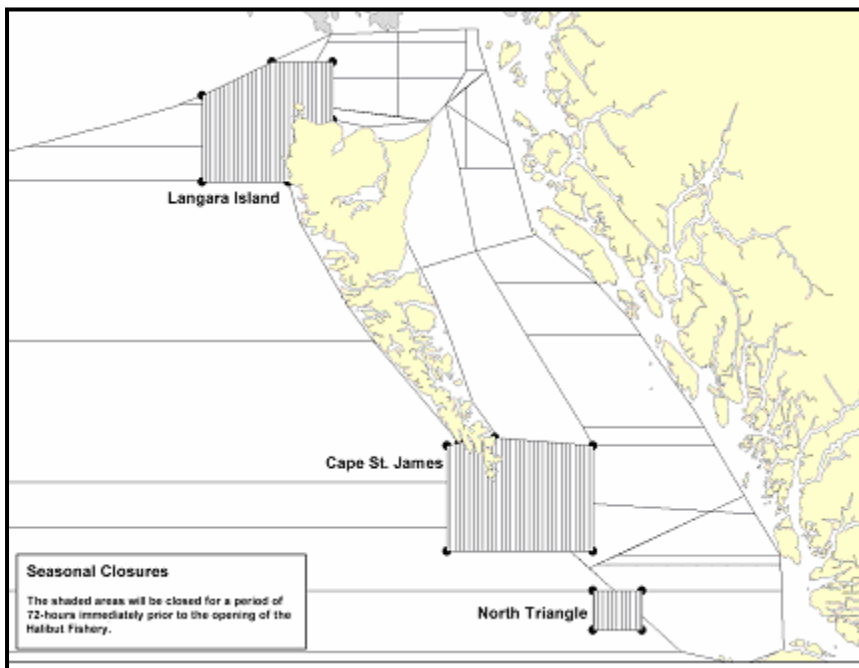 Langara Island
Cape St. James
North Triangle
Seasonal Closures
The shaded areas will be closed for a period of
72-hours immediately prior to the opening of the
Halibut Fishery.